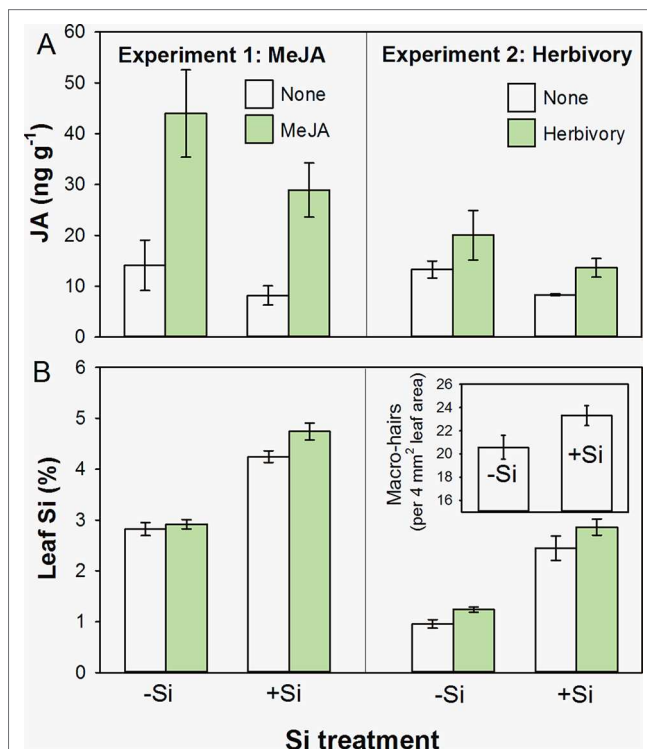 A
Experiment 1: MeJA
None
MeJA
Experiment 2: Herbivory
None
Herbivory
JA (ng g⁻¹)
60
50
40
30
20
10
0
B
Leaf Si (%)
6
5
4
3
2
1
0
Macro-hairs
(per 4 mm² leaf area)
26
24
22
20
18
16
-Si
+Si
-Si
+Si
-Si
+Si
Si treatment